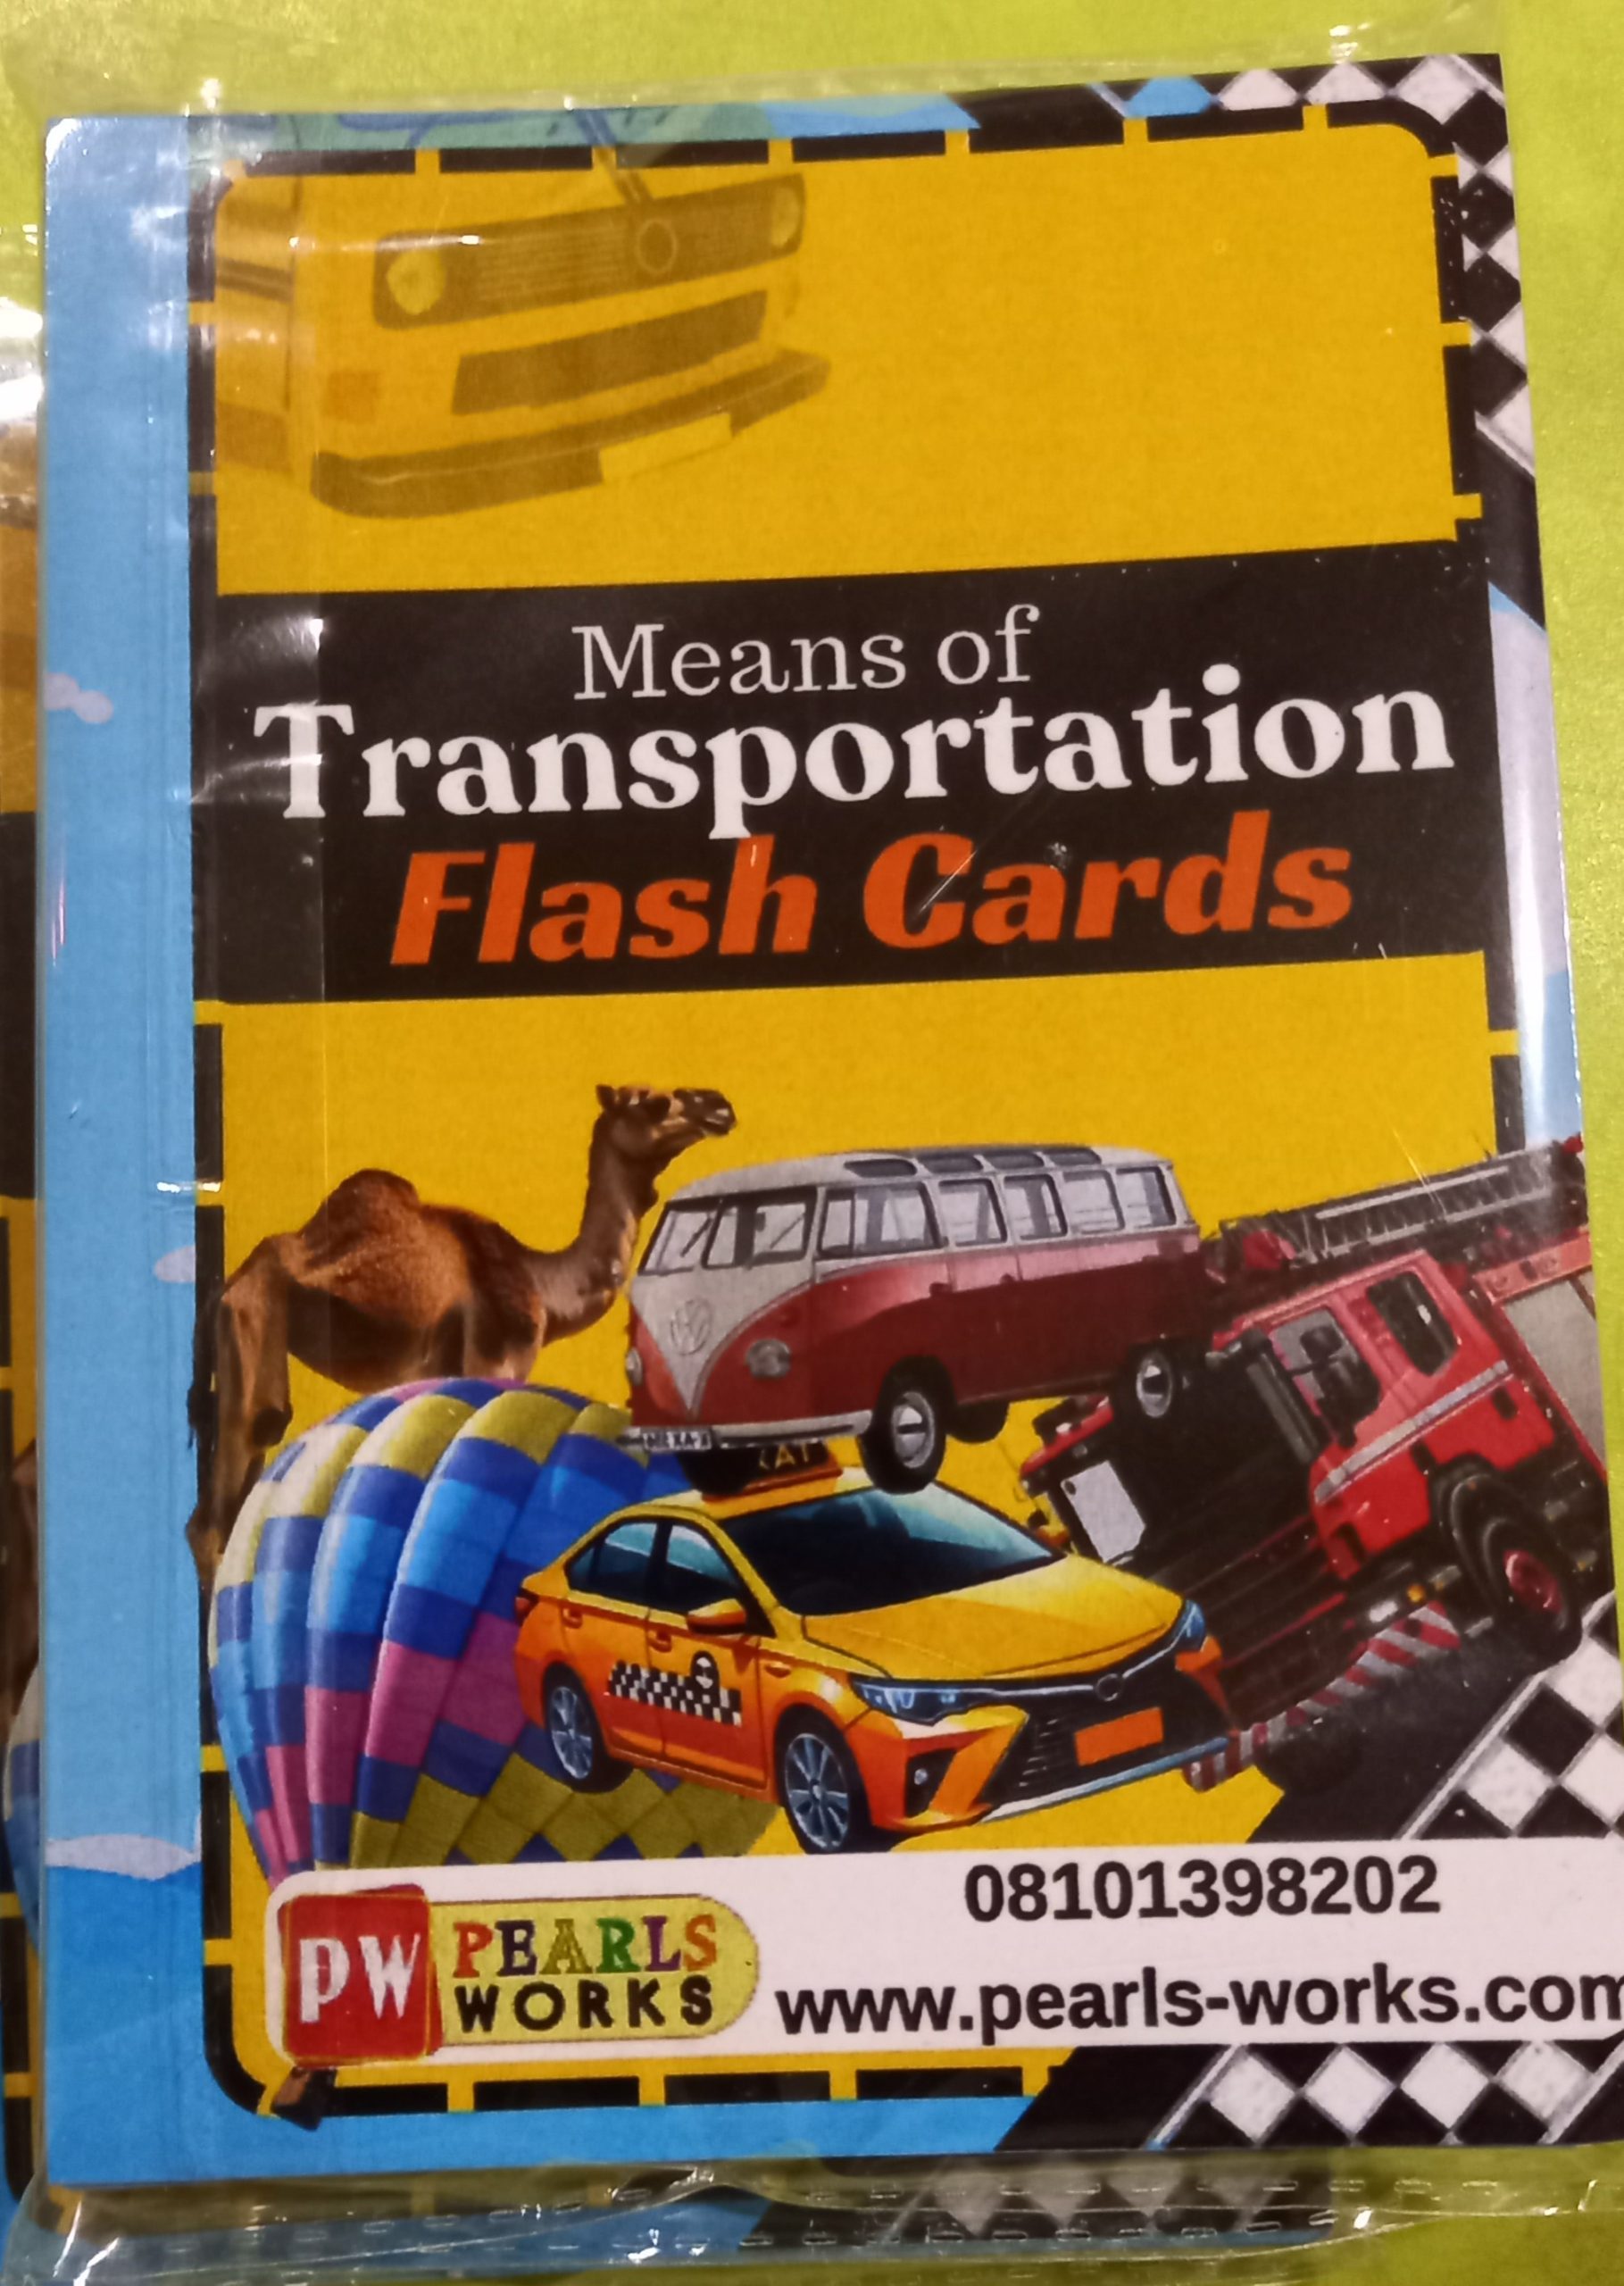 Means of
Transportation
Flash Cards
PW
PEARLS
WORKS
08101398202
www.pearls-works.com